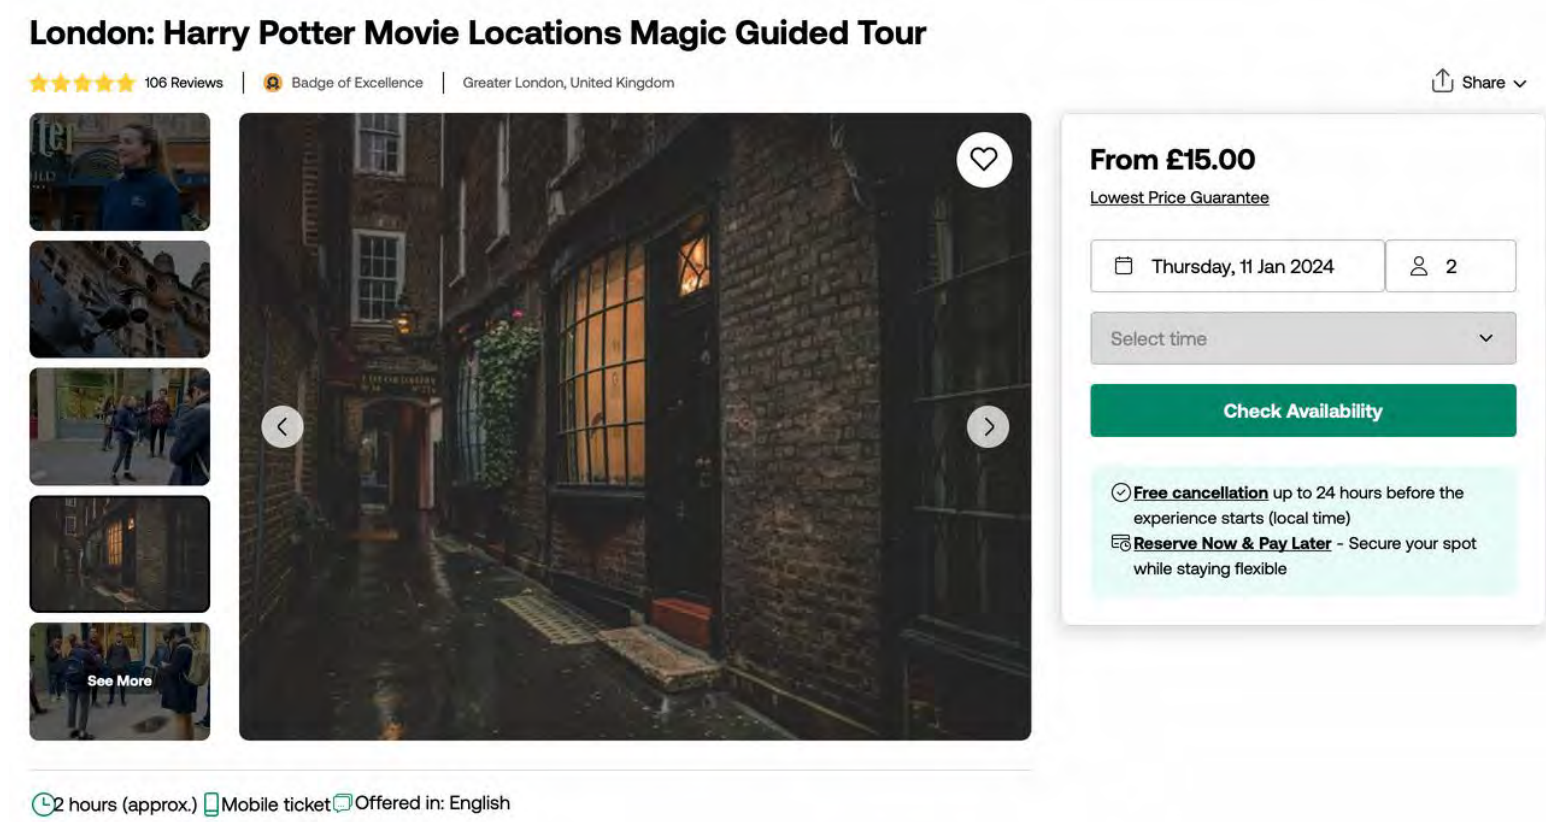 London: Harry Potter Movie Locations Magic Guided Tour
106 Reviews
Badge of Excellence
Greater London, United Kingdom
Share
From £15.00
Lowest Price Guarantee
Thursday, 11 Jan 2024
2
Select time
Check Availability
Free cancellation up to 24 hours before the
experience starts (local time)
Reserve Now & Pay Later - Secure your spot
while staying flexible
See More
2 hours (approx.)
Mobile ticket
Offered in: English